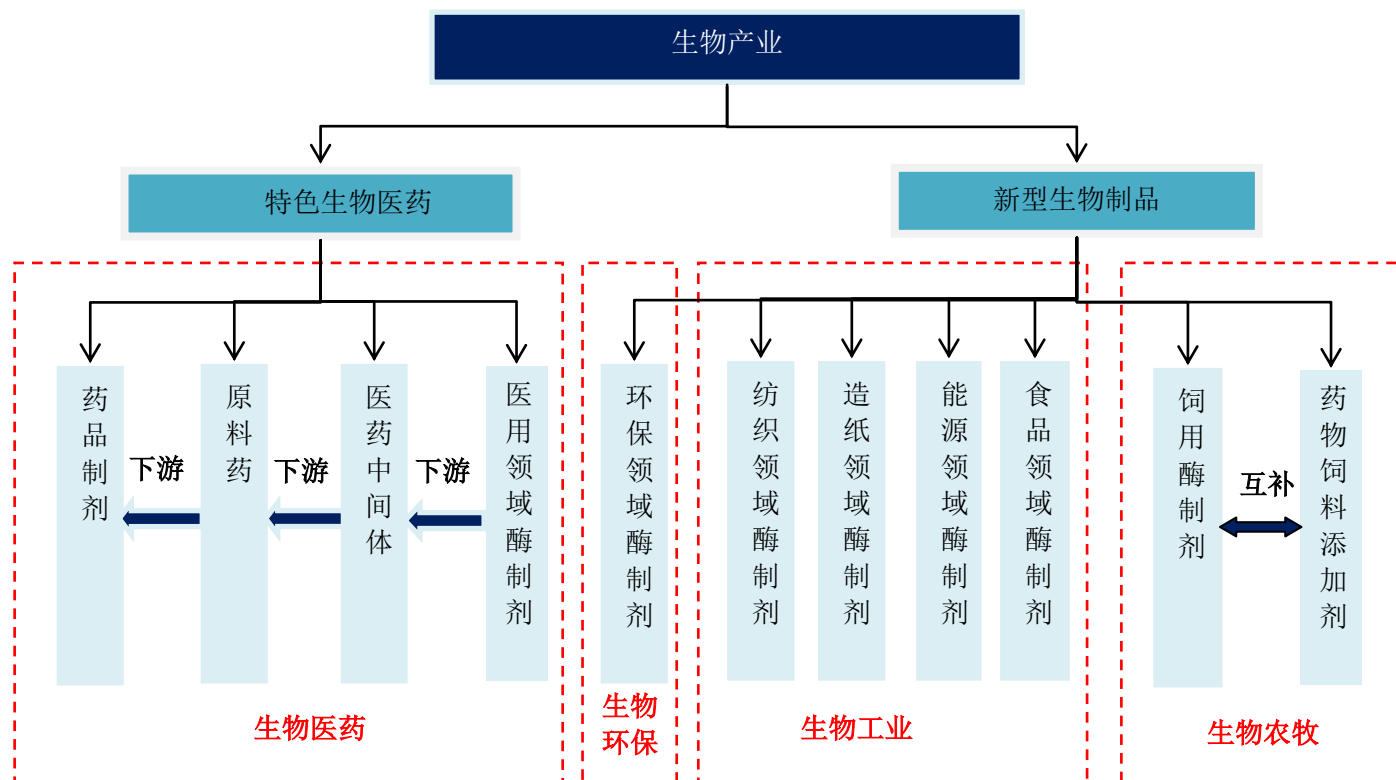 生物产业
特色生物医药
新型生物制品
药品制剂
下游
原料药
下游
医药中间体
下游
医用领域酶制剂
环保领域酶制剂
纺织领域酶制剂
造纸领域酶制剂
能源领域酶制剂
食品领域酶制剂
饲用酶制剂
互补
药物饲料添加剂
生物医药
生物
环保
生物工业
生物农牧